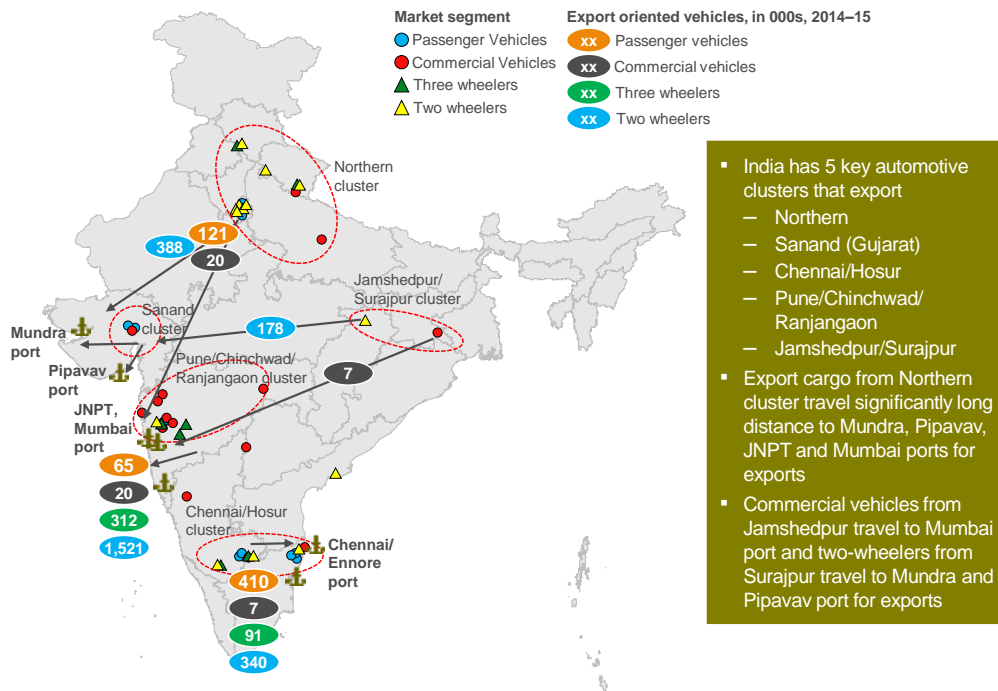 Market segment
Passenger Vehicles
Commercial Vehicles
Three wheelers
Two wheelers
Export oriented vehicles, in 000s, 2014–15
xx Passenger vehicles
xx Commercial vehicles
xx Three wheelers
xx Two wheelers
Northern
cluster
121
388
20
Jamshedpur/
Surajpur cluster
Sanand
cluster
178
Mundra
port
Pipavav
port
Pune/Chinchwad/
Ranjangaon cluster
7
JNPT,
Mumbai
port
65
20
312
1,521
Chennai/Hosur
cluster
Chennai/
Ennore
port
410
7
91
340
▪ India has 5 key automotive
clusters that export
– Northern
– Sanand (Gujarat)
– Chennai/Hosur
– Pune/Chinchwad/
Ranjangaon
– Jamshedpur/Surajpur
▪ Export cargo from Northern
cluster travel significantly long
distance to Mundra, Pipavav,
JNPT and Mumbai ports for
exports
▪ Commercial vehicles from
Jamshedpur travel to Mumbai
port and two-wheelers from
Surajpur travel to Mundra and
Pipavav port for exports